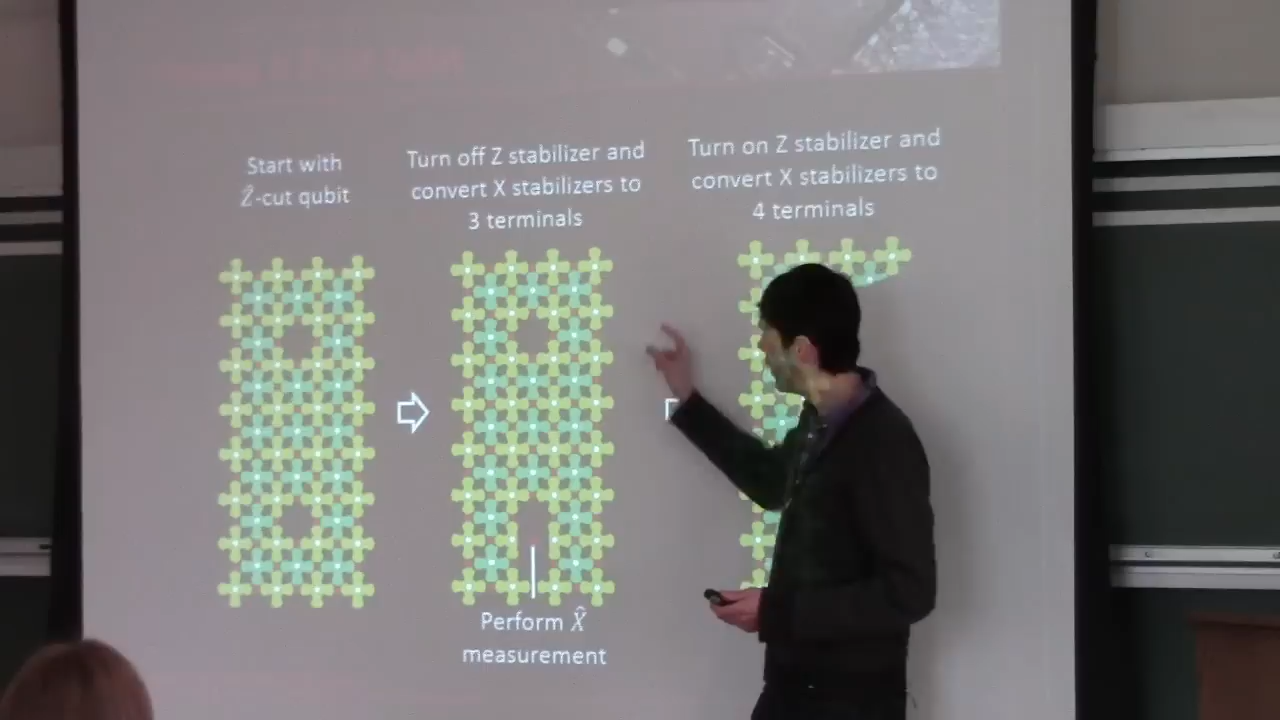 Start with
Ẑ-cut qubit
Turn off Z stabilizer and
convert X stabilizers to
3 terminals
Turn on Z stabilizer and
convert X stabilizers to
4 terminals
Perform X̂
measurement